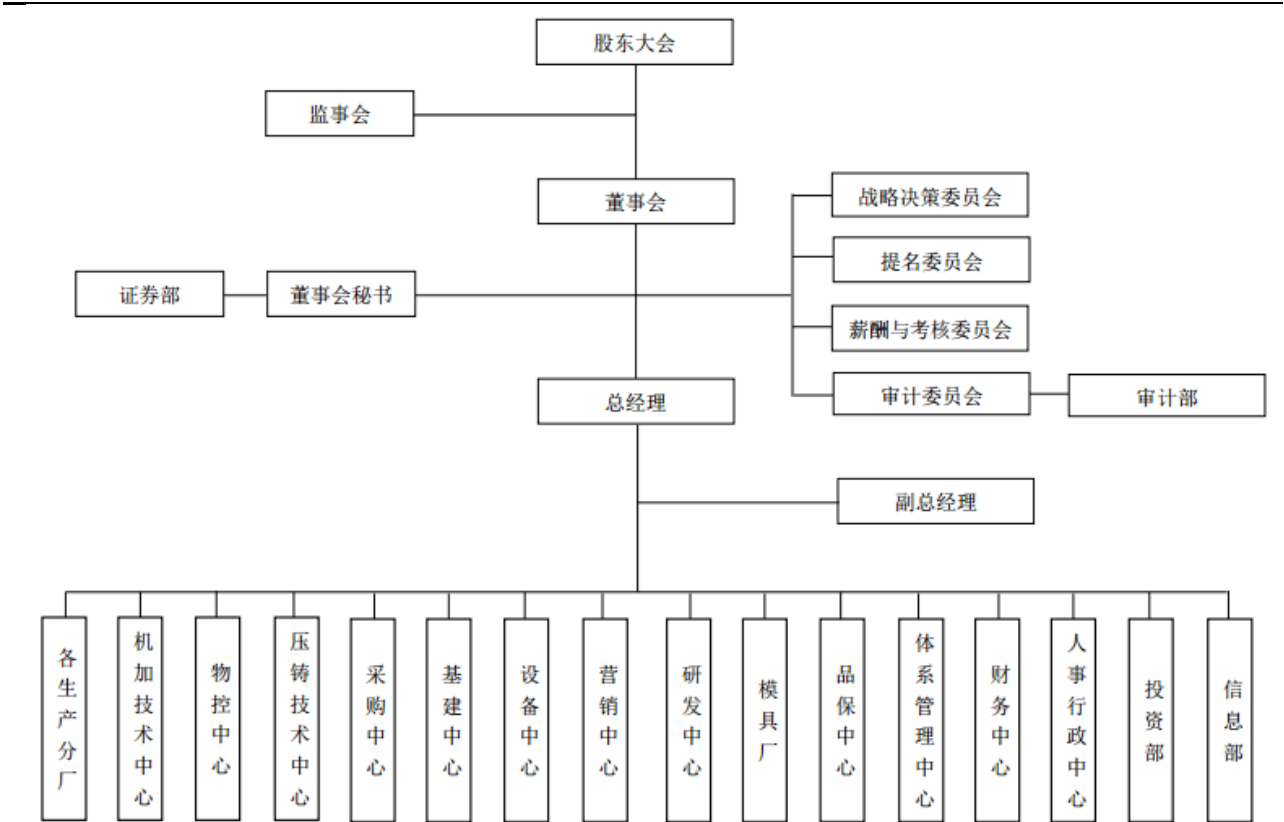 股东大会
监事会
董事会
战略决策委员会
提名委员会
证券部
董事会秘书
薪酬与考核委员会
总经理
审计委员会
审计部
副总经理
各生产分厂
机加技术中心
物控中心
压铸技术中心
采购中心
基建中心
设备中心
营销中心
研发中心
模具厂
品保中心
体系管理中心
财务中心
人事行政中心
投资部
信息部